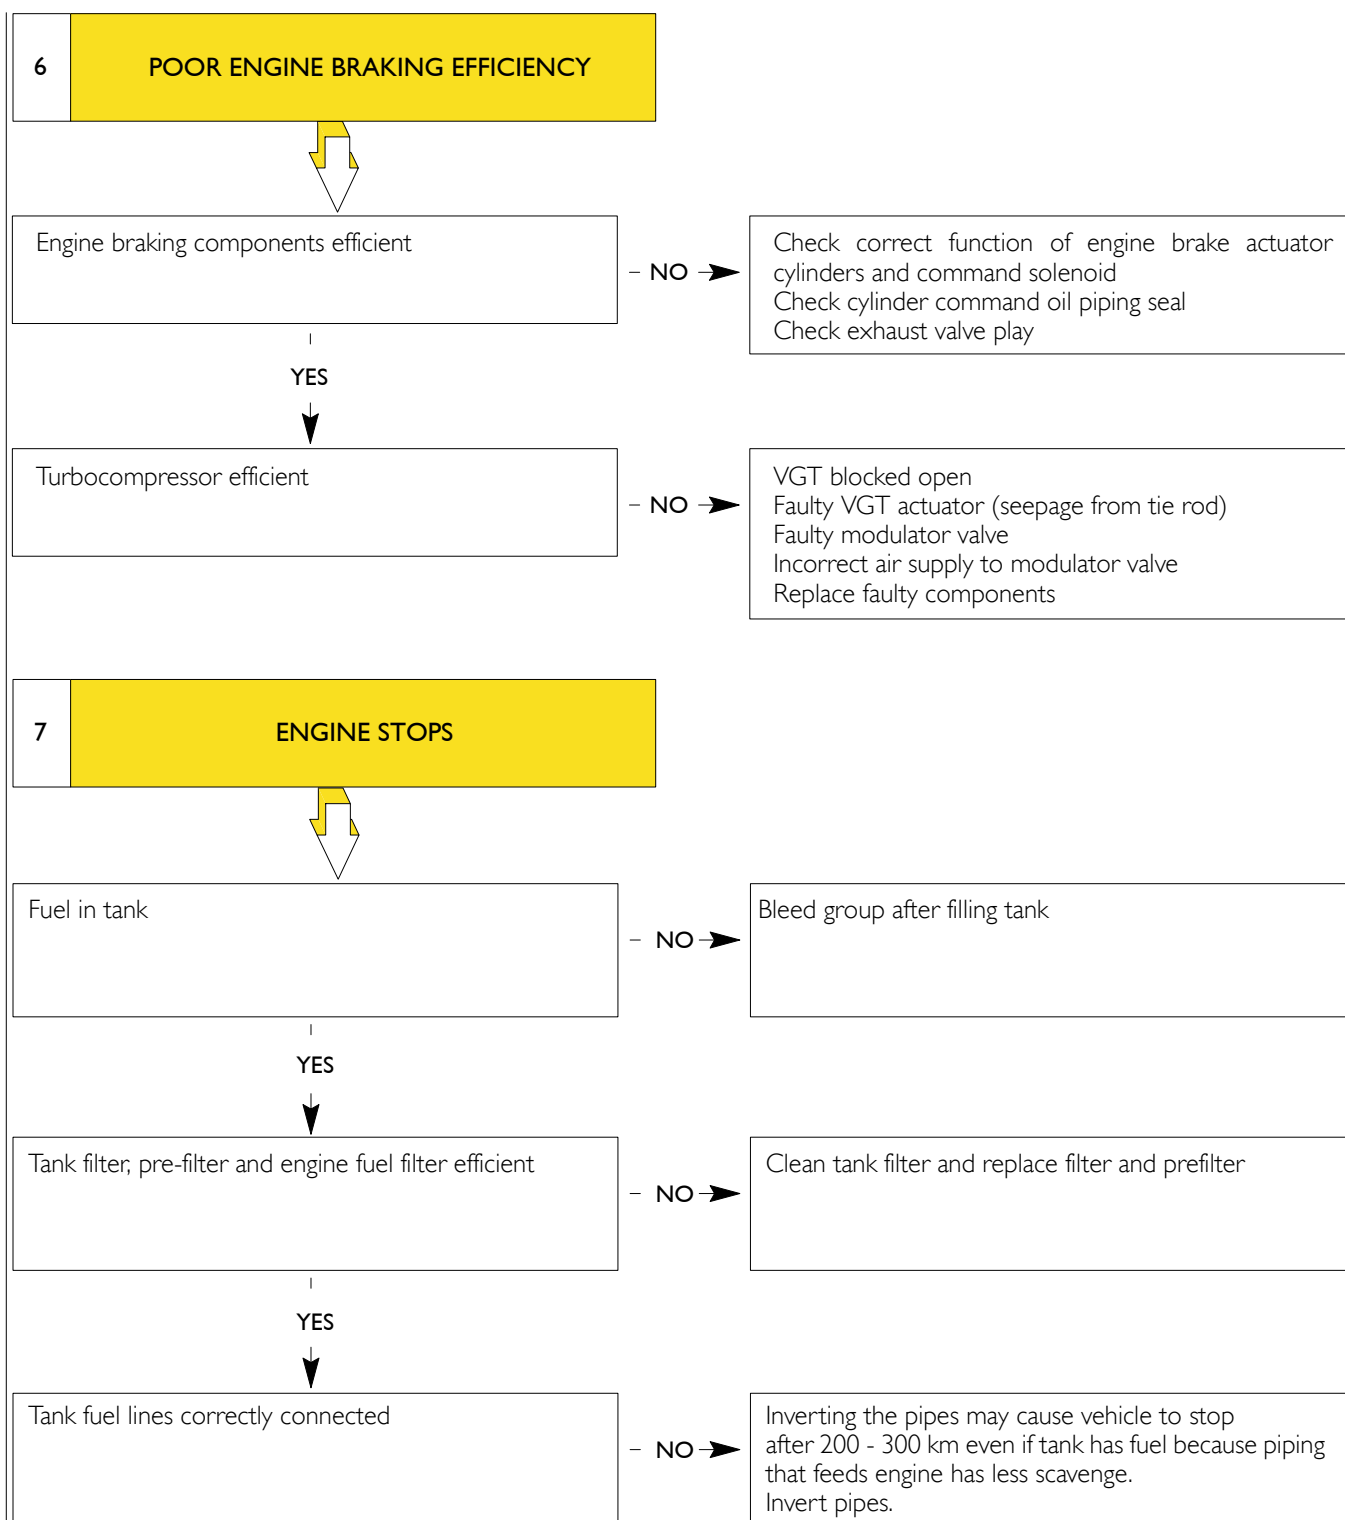 6
POOR ENGINE BRAKING EFFICIENCY
Engine braking components efficient
NO
Check correct function of engine brake actuator
cylinders and command solenoid
Check cylinder command oil piping seal
Check exhaust valve play
YES
Turbocompressor efficient
NO
VGT blocked open
Faulty VGT actuator (seepage from tie rod)
Faulty modulator valve
Incorrect air supply to modulator valve
Replace faulty components
7
ENGINE STOPS
Fuel in tank
NO
Bleed group after filling tank
YES
Tank filter, pre-filter and engine fuel filter efficient
NO
Clean tank filter and replace filter and prefilter
YES
Tank fuel lines correctly connected
NO
Inverting the pipes may cause vehicle to stop
after 200 - 300 km even if tank has fuel because piping
that feeds engine has less scavenge.
Invert pipes.